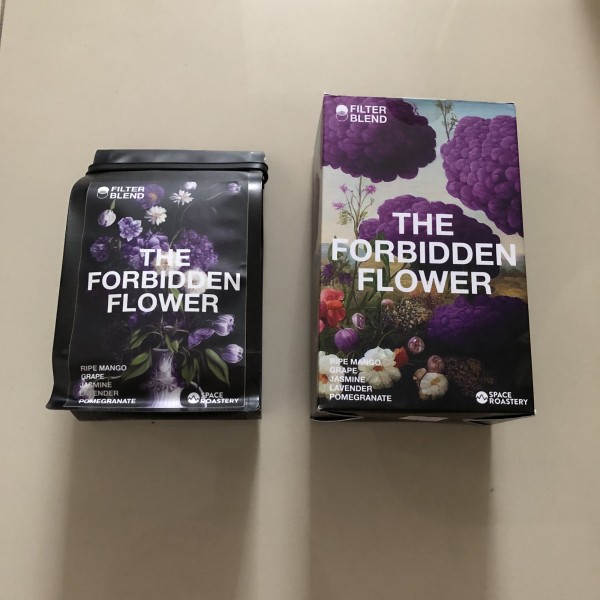 FILTER
BLEND
THE
FORBIDDEN
FLOWER
RIPE MANGO
GRAPE
JASMINE
LAVENDER
POMEGRANATE
SPACE
ROASTERY
FILTER
BLEND
THE
FORBIDDEN
FLOWER
RIPE MANGO
GRAPE
JASMINE
LAVENDER
POMEGRANATE
SPACE
ROASTERY